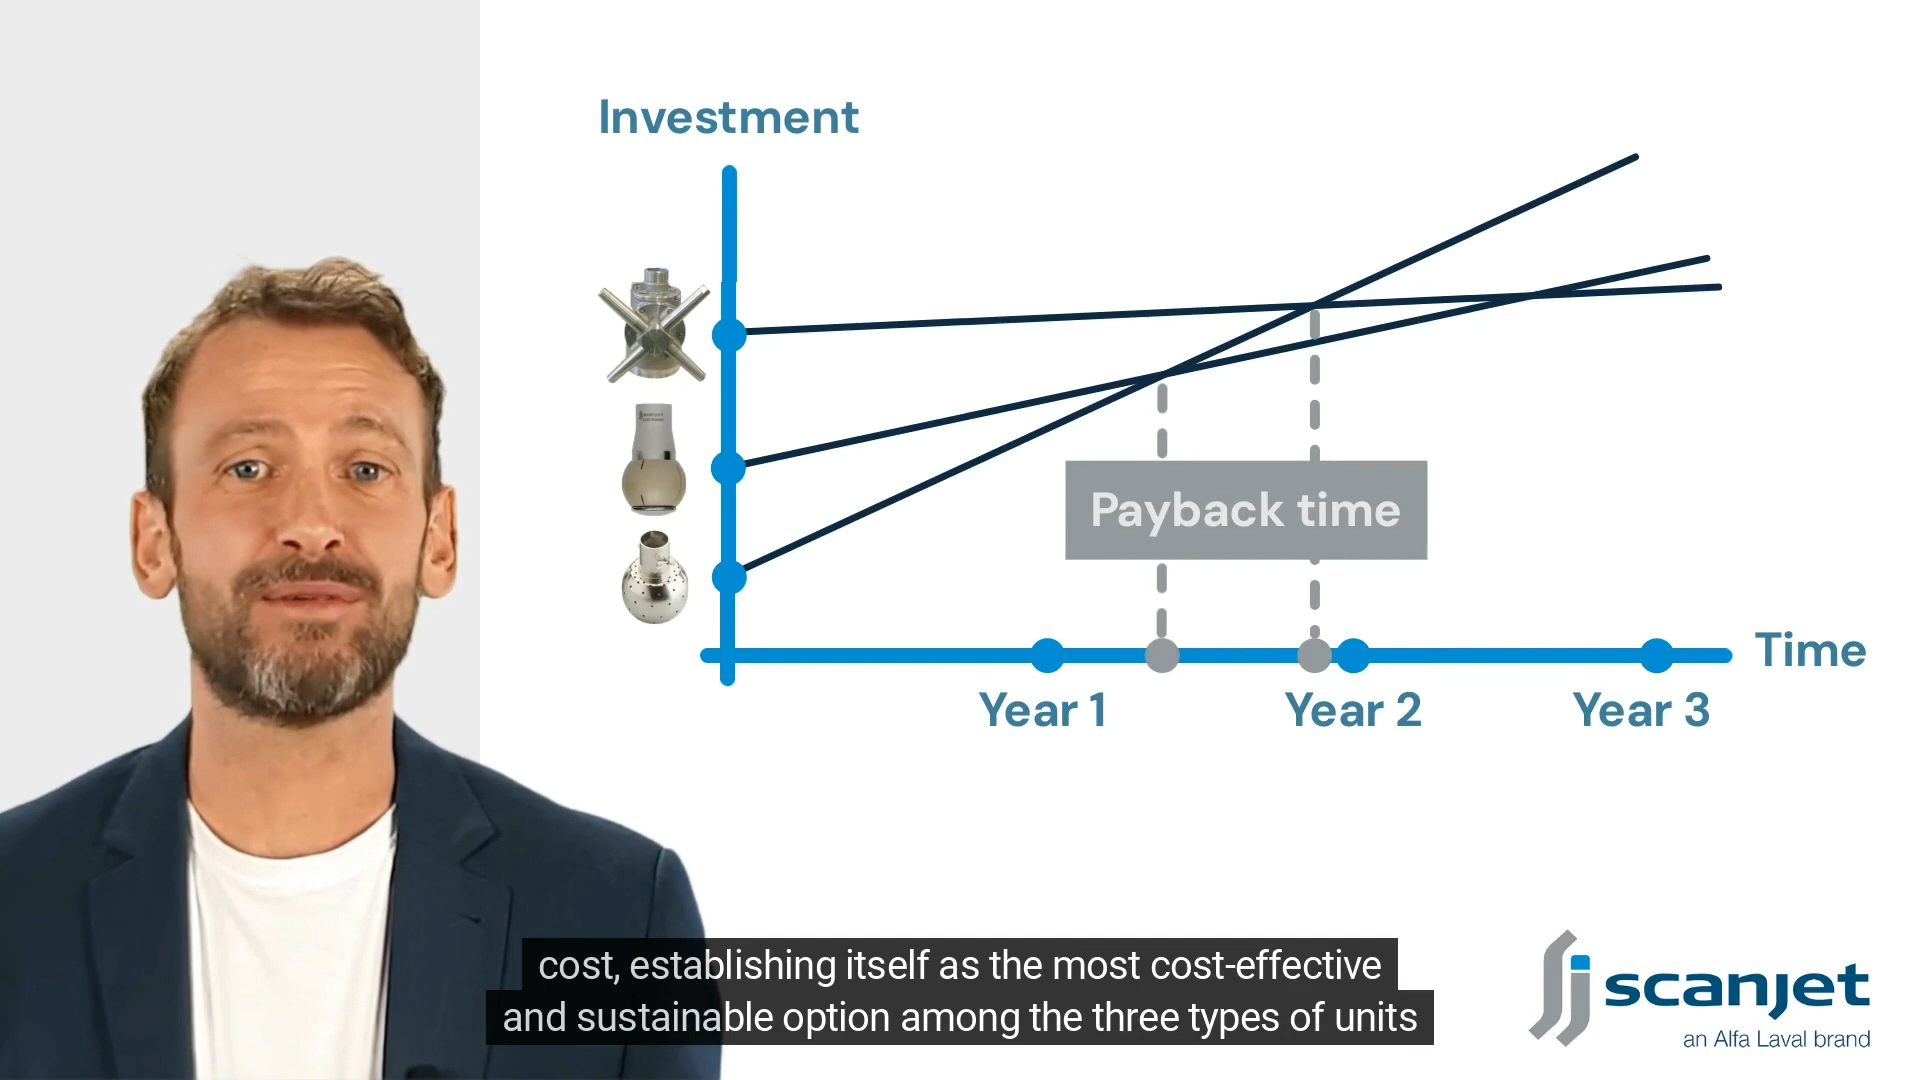 Investment
Payback time
Time
Year 1
Year 2
Year 3
cost, establishing itself as the most cost-effective
and sustainable option among the three types of units
scanjet
an Alfa Laval brand